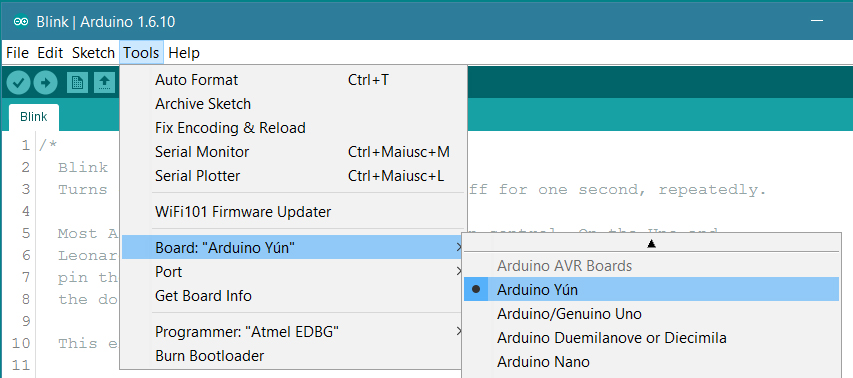 Blink | Arduino 1.6.10
File Edit Sketch Tools Help
Auto Format Ctrl+T
Archive Sketch
Fix Encoding & Reload
Serial Monitor Ctrl+Maiusc+M
Serial Plotter Ctrl+Maiusc+L
WiFi101 Firmware Updater
Board: "Arduino Yún"
Port
Get Board Info
Programmer: "Atmel EDBG"
Burn Bootloader
Arduino AVR Boards
Arduino Yún
Arduino/Genuino Uno
Arduino Duemilanove or Diecimila
Arduino Nano
Blink
1 /*
2 Blink
3 Turns ff for one second, repeatedly.
4
5 Most A
6 Leonar
7 pin th
8 the do
9
10 This e
11